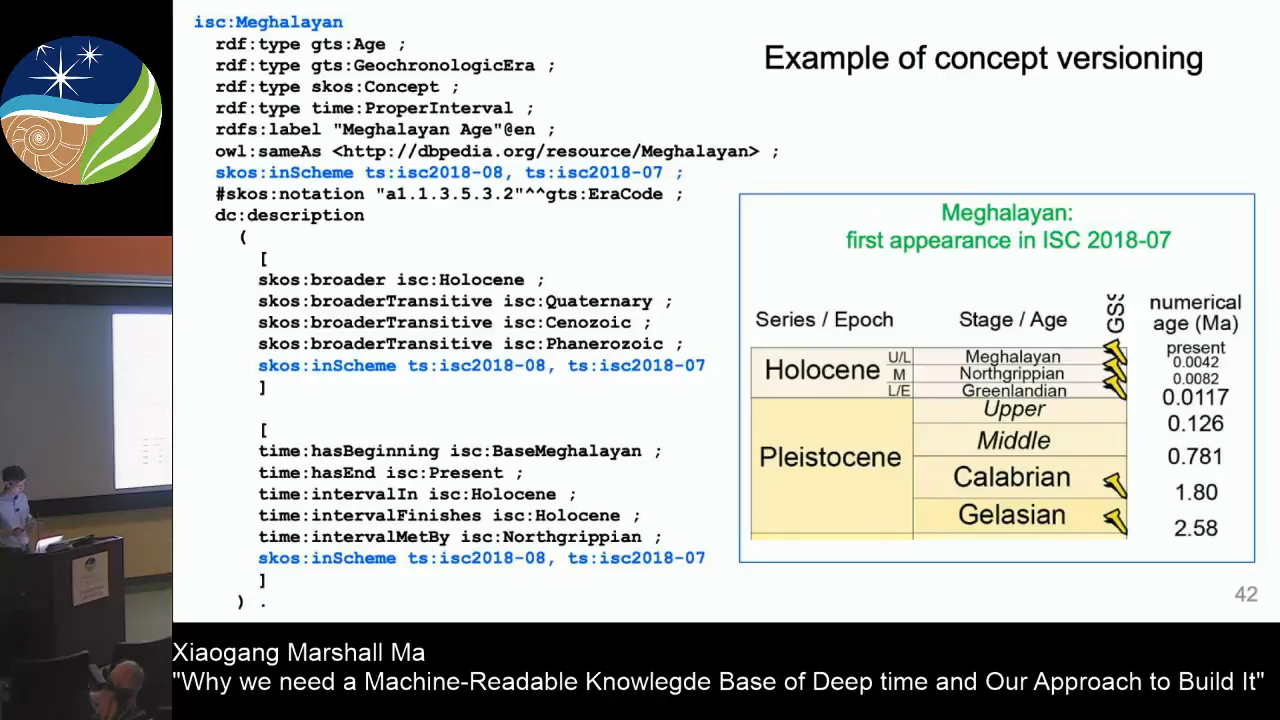 isc:Meghalayan
rdf:type gts:Age ;
rdf:type gts:GeochronologicEra ;
rdf:type skos:Concept ;
rdf:type time:ProperInterval ;
rdfs:label "Meghalayan Age"@en ;
owl:sameAs <http://dbpedia.org/resource/Meghalayan> ;
skos:inScheme ts:isc2018-08, ts:isc2018-07 ;
#skos:notation "a1.1.3.5.3.2"^^gts:EraCode ;
dc:description
(
[
skos:broader isc:Holocene ;
skos:broaderTransitive isc:Quaternary ;
skos:broaderTransitive isc:Cenozoic ;
skos:broaderTransitive isc:Phanerozoic ;
skos:inScheme ts:isc2018-08, ts:isc2018-07
]
[
time:hasBeginning isc:BaseMeghalayan ;
time:hasEnd isc:Present ;
time:intervalIn isc:Holocene ;
time:intervalFinishes isc:Holocene ;
time:intervalMetBy isc:Northgrippian ;
skos:inScheme ts:isc2018-08, ts:isc2018-07
]
) .
Example of concept versioning
Meghalayan:
first appearance in ISC 2018-07
Series / Epoch
Stage / Age
GSS
numerical
age (Ma)
Holocene
U/L
M
L/E
Meghalayan
Northgrippian
Greenlandian
Pleistocene
Upper
Middle
Calabrian
Gelasian
present
0.0042
0.0082
0.0117
0.126
0.781
1.80
2.58
42
Xiaogang Marshall Ma
"Why we need a Machine-Readable Knowlegde Base of Deep time and Our Approach to Build It"